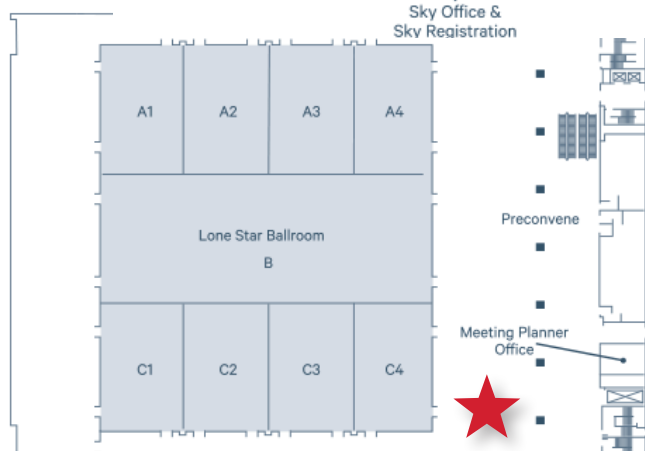 Sky Office &
Sky Registration
A1
A2
A3
A4
Preconvene
Lone Star Ballroom
B
Meeting Planner
Office
C1
C2
C3
C4